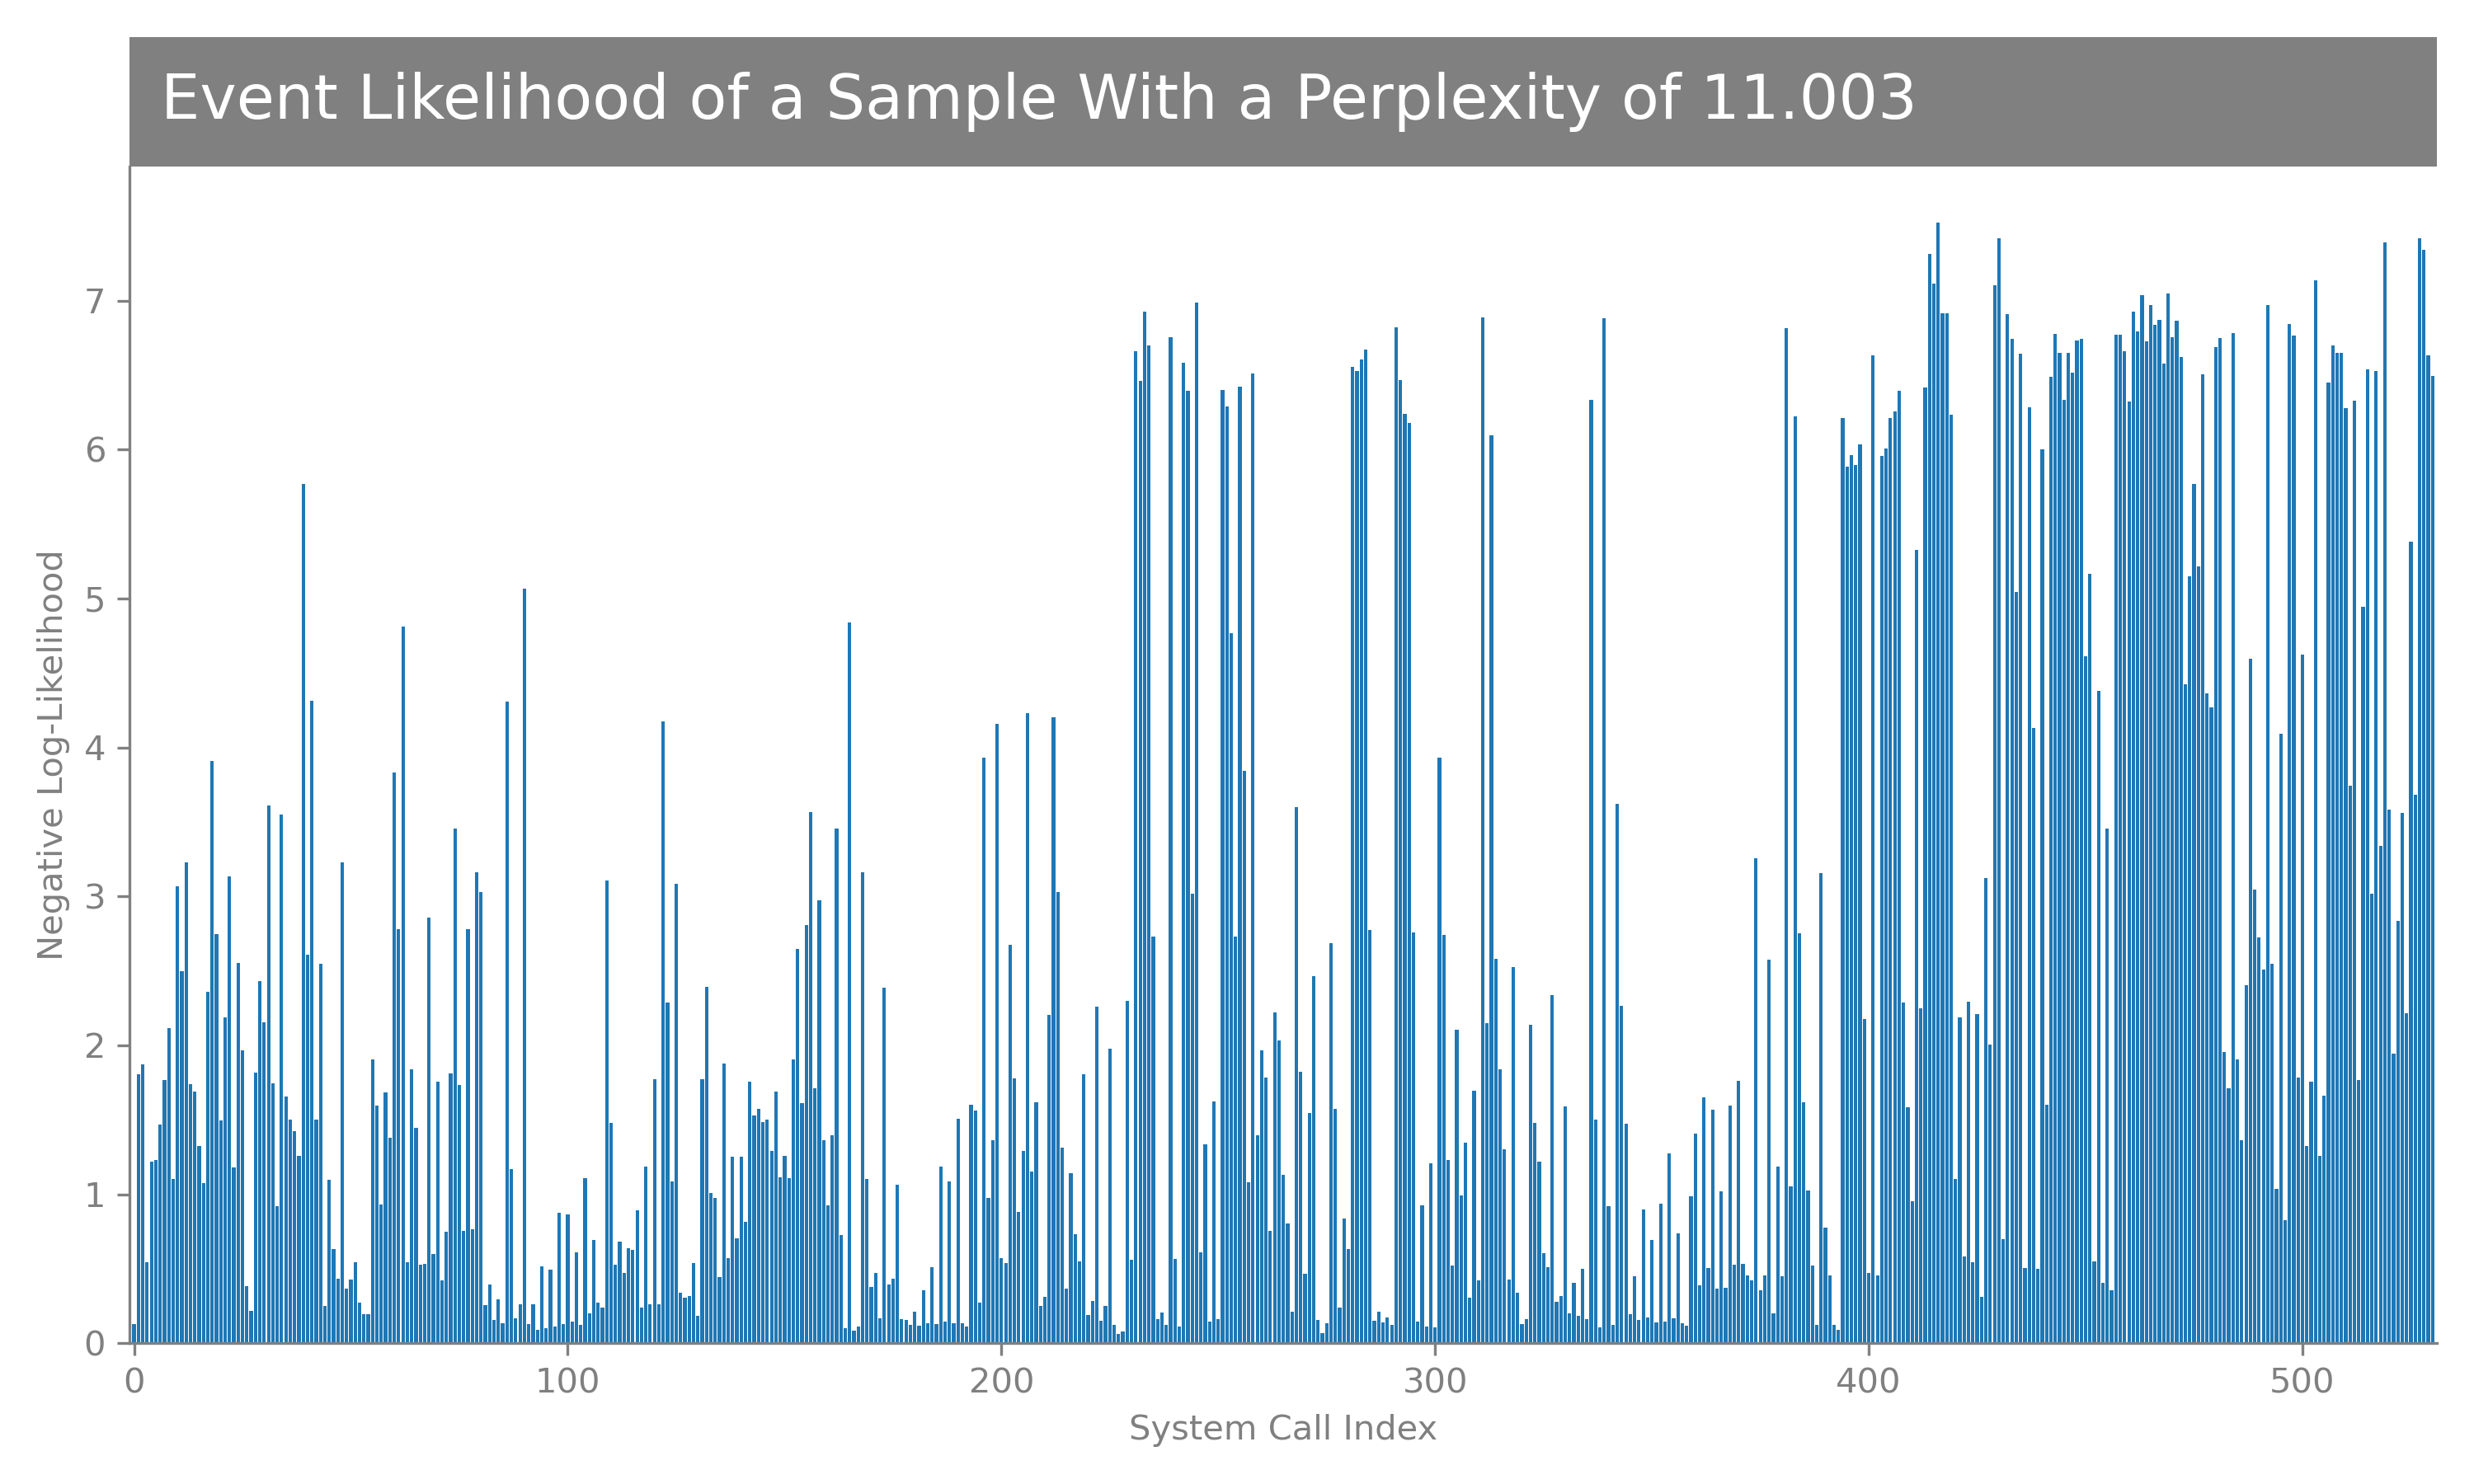 Event Likelihood of a Sample With a Perplexity of 11.003
Negative Log-Likelihood
7
6
5
4
3
2
1
0
0 100 200 300 400 500
System Call Index